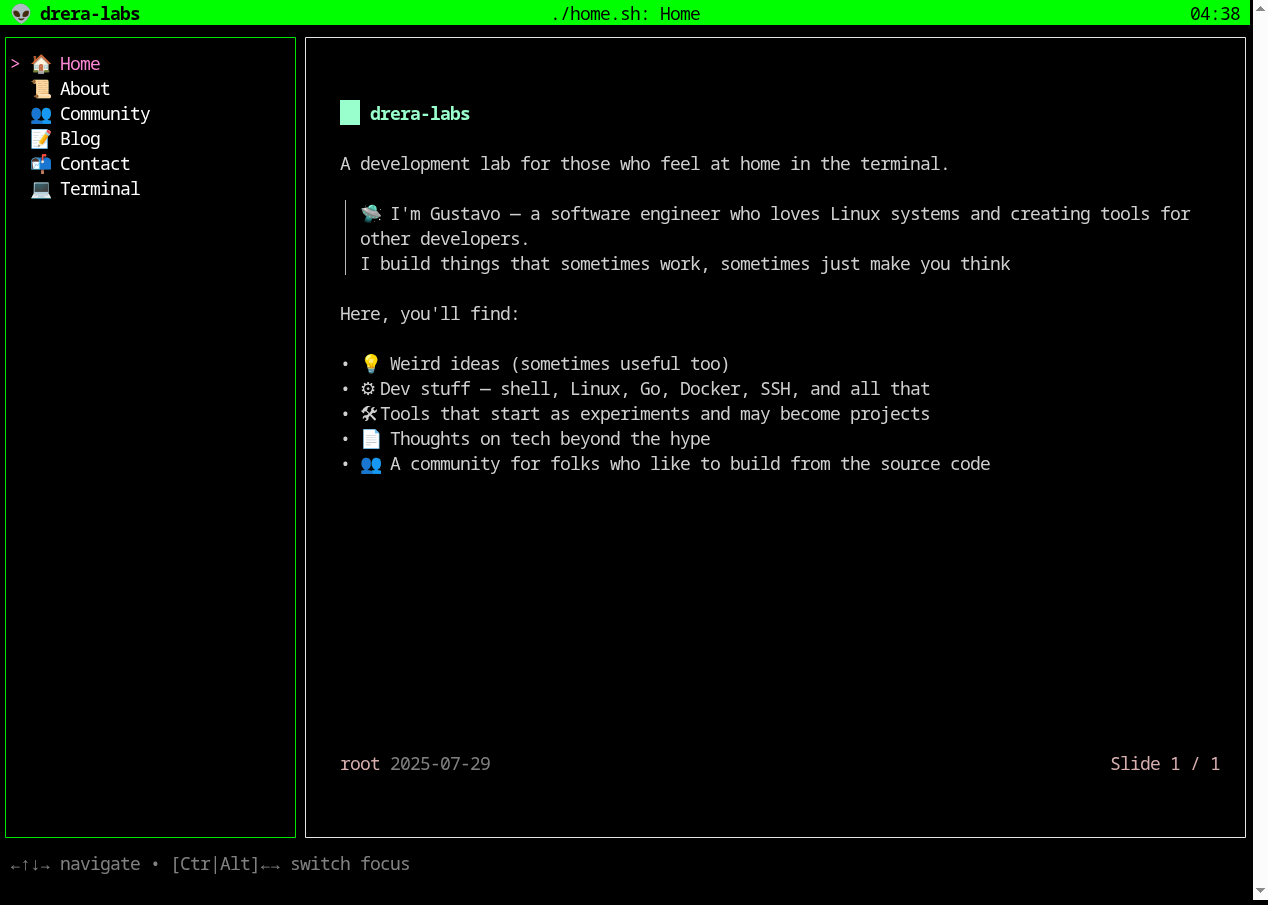 👽 drera-labs ./home.sh: Home 04:38
> 🏠 Home
📜 About
👥 Community
📝 Blog
📬 Contact
💻 Terminal
drera-labs
A development lab for those who feel at home in the terminal.
🛸 I'm Gustavo — a software engineer who loves Linux systems and creating tools for
other developers.
I build things that sometimes work, sometimes just make you think
Here, you'll find:
• 💡 Weird ideas (sometimes useful too)
• ⚙ Dev stuff — shell, Linux, Go, Docker, SSH, and all that
• 🛠 Tools that start as experiments and may become projects
• 📄 Thoughts on tech beyond the hype
• 👥 A community for folks who like to build from the source code
root 2025-07-29 Slide 1 / 1
←↑↓→ navigate • [Ctr|Alt]←→ switch focus